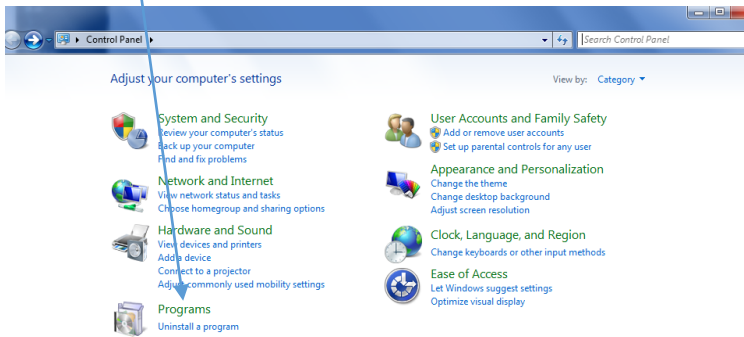 Control Panel
Search Control Panel
Adjust your computer's settings
View by: Category
System and Security
Review your computer's status
Back up your computer
Find and fix problems
Network and Internet
View network status and tasks
Choose homegroup and sharing options
Hardware and Sound
View devices and printers
Add a device
Connect to a projector
Adjust commonly used mobility settings
Programs
Uninstall a program
User Accounts and Family Safety
Add or remove user accounts
Set up parental controls for any user
Appearance and Personalization
Change the theme
Change desktop background
Adjust screen resolution
Clock, Language, and Region
Change keyboards or other input methods
Ease of Access
Let Windows suggest settings
Optimize visual display